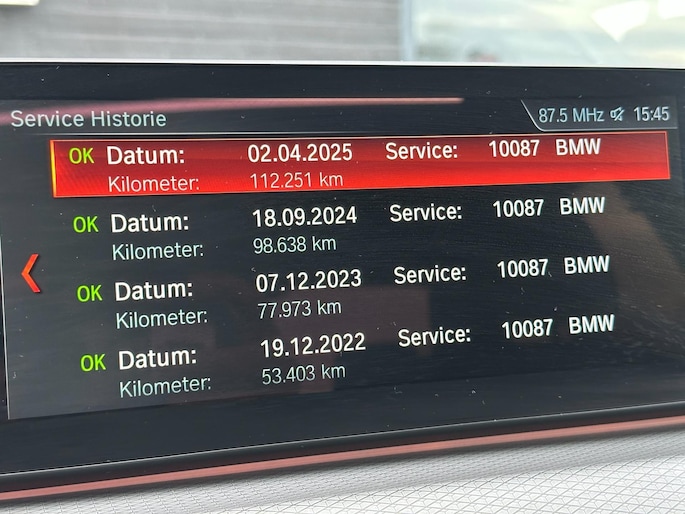 Service Historie 87.5 MHz 15:45
OK Datum: 02.04.2025 Service: 10087 BMW
Kilometer: 112.251 km
OK Datum: 18.09.2024 Service: 10087 BMW
Kilometer: 98.638 km
OK Datum: 07.12.2023 Service: 10087 BMW
Kilometer: 77.973 km
OK Datum: 19.12.2022 Service: 10087 BMW
Kilometer: 53.403 km